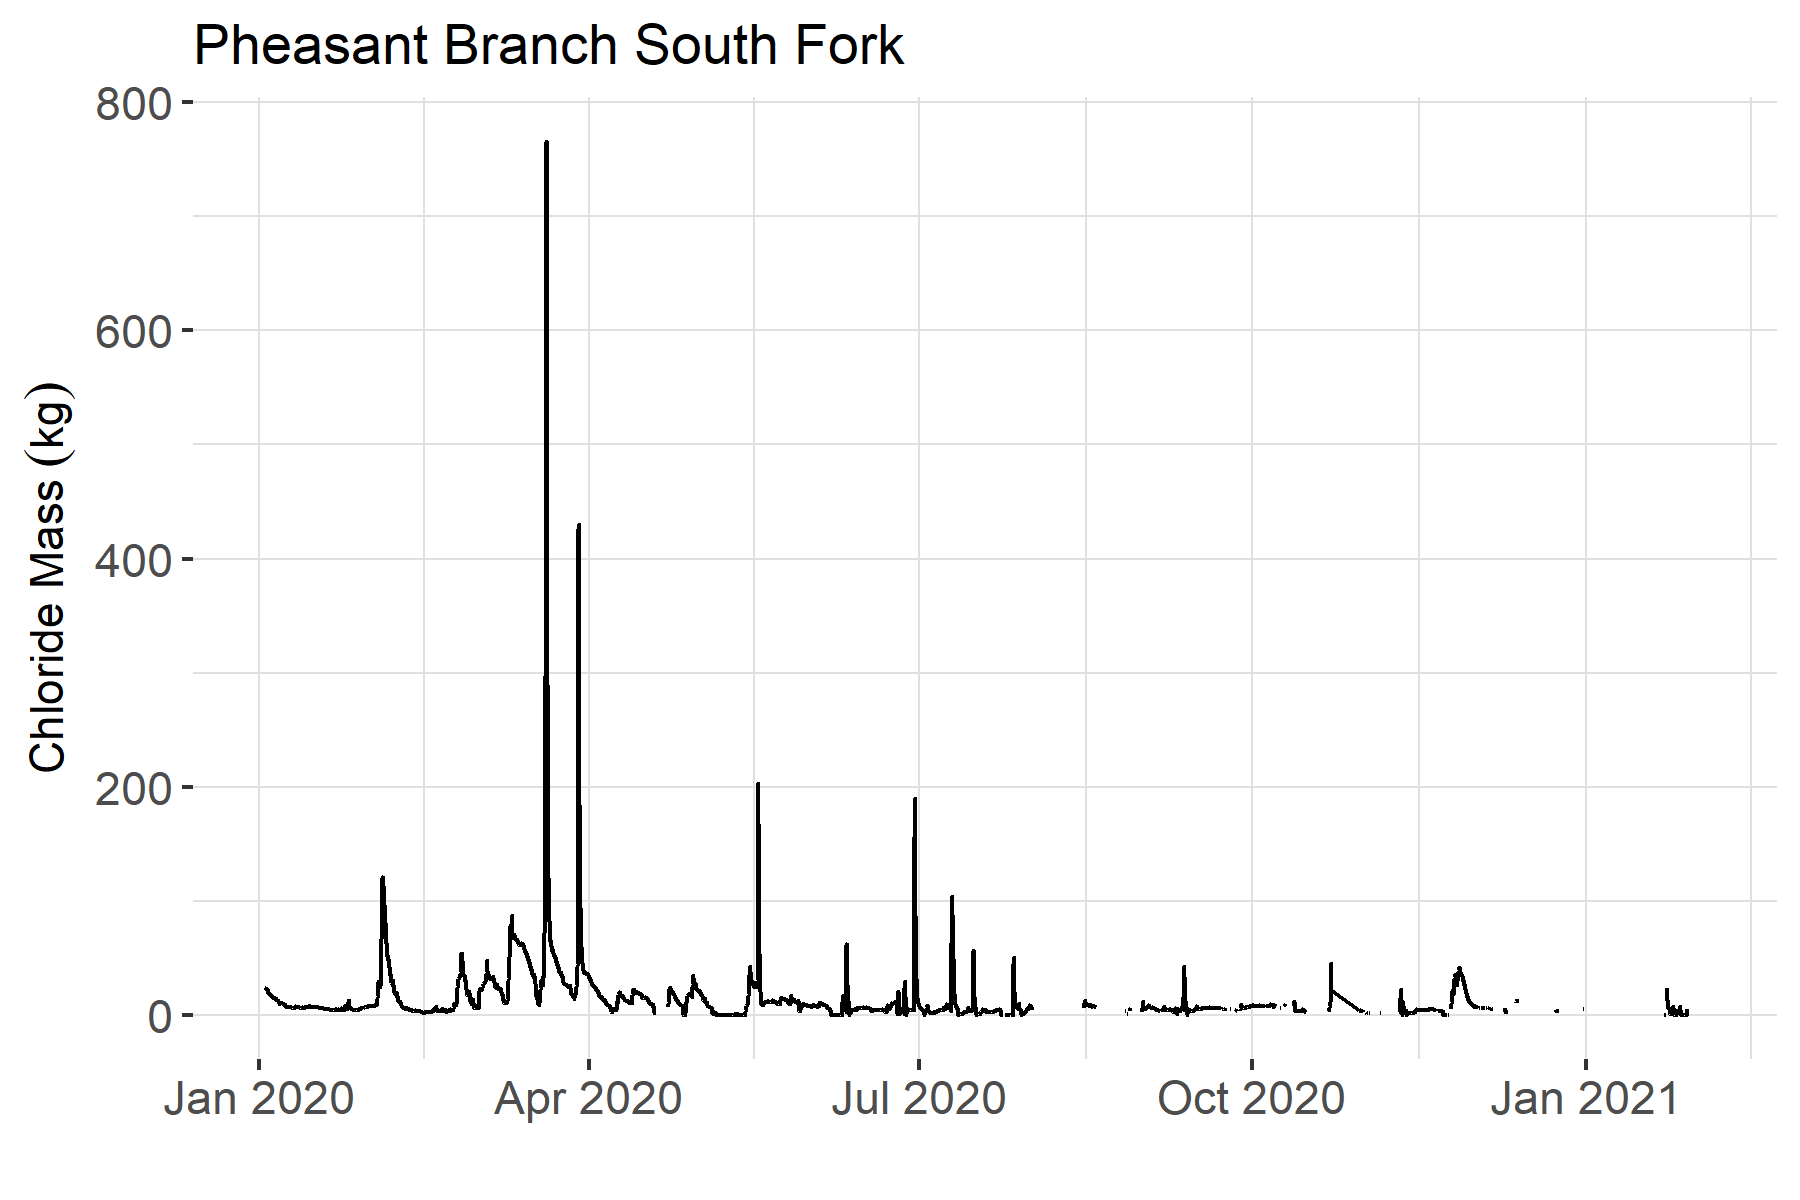 Pheasant Branch South Fork
800
600
400
200
0
Chloride Mass (kg)
Jan 2020
Apr 2020
Jul 2020
Oct 2020
Jan 2021